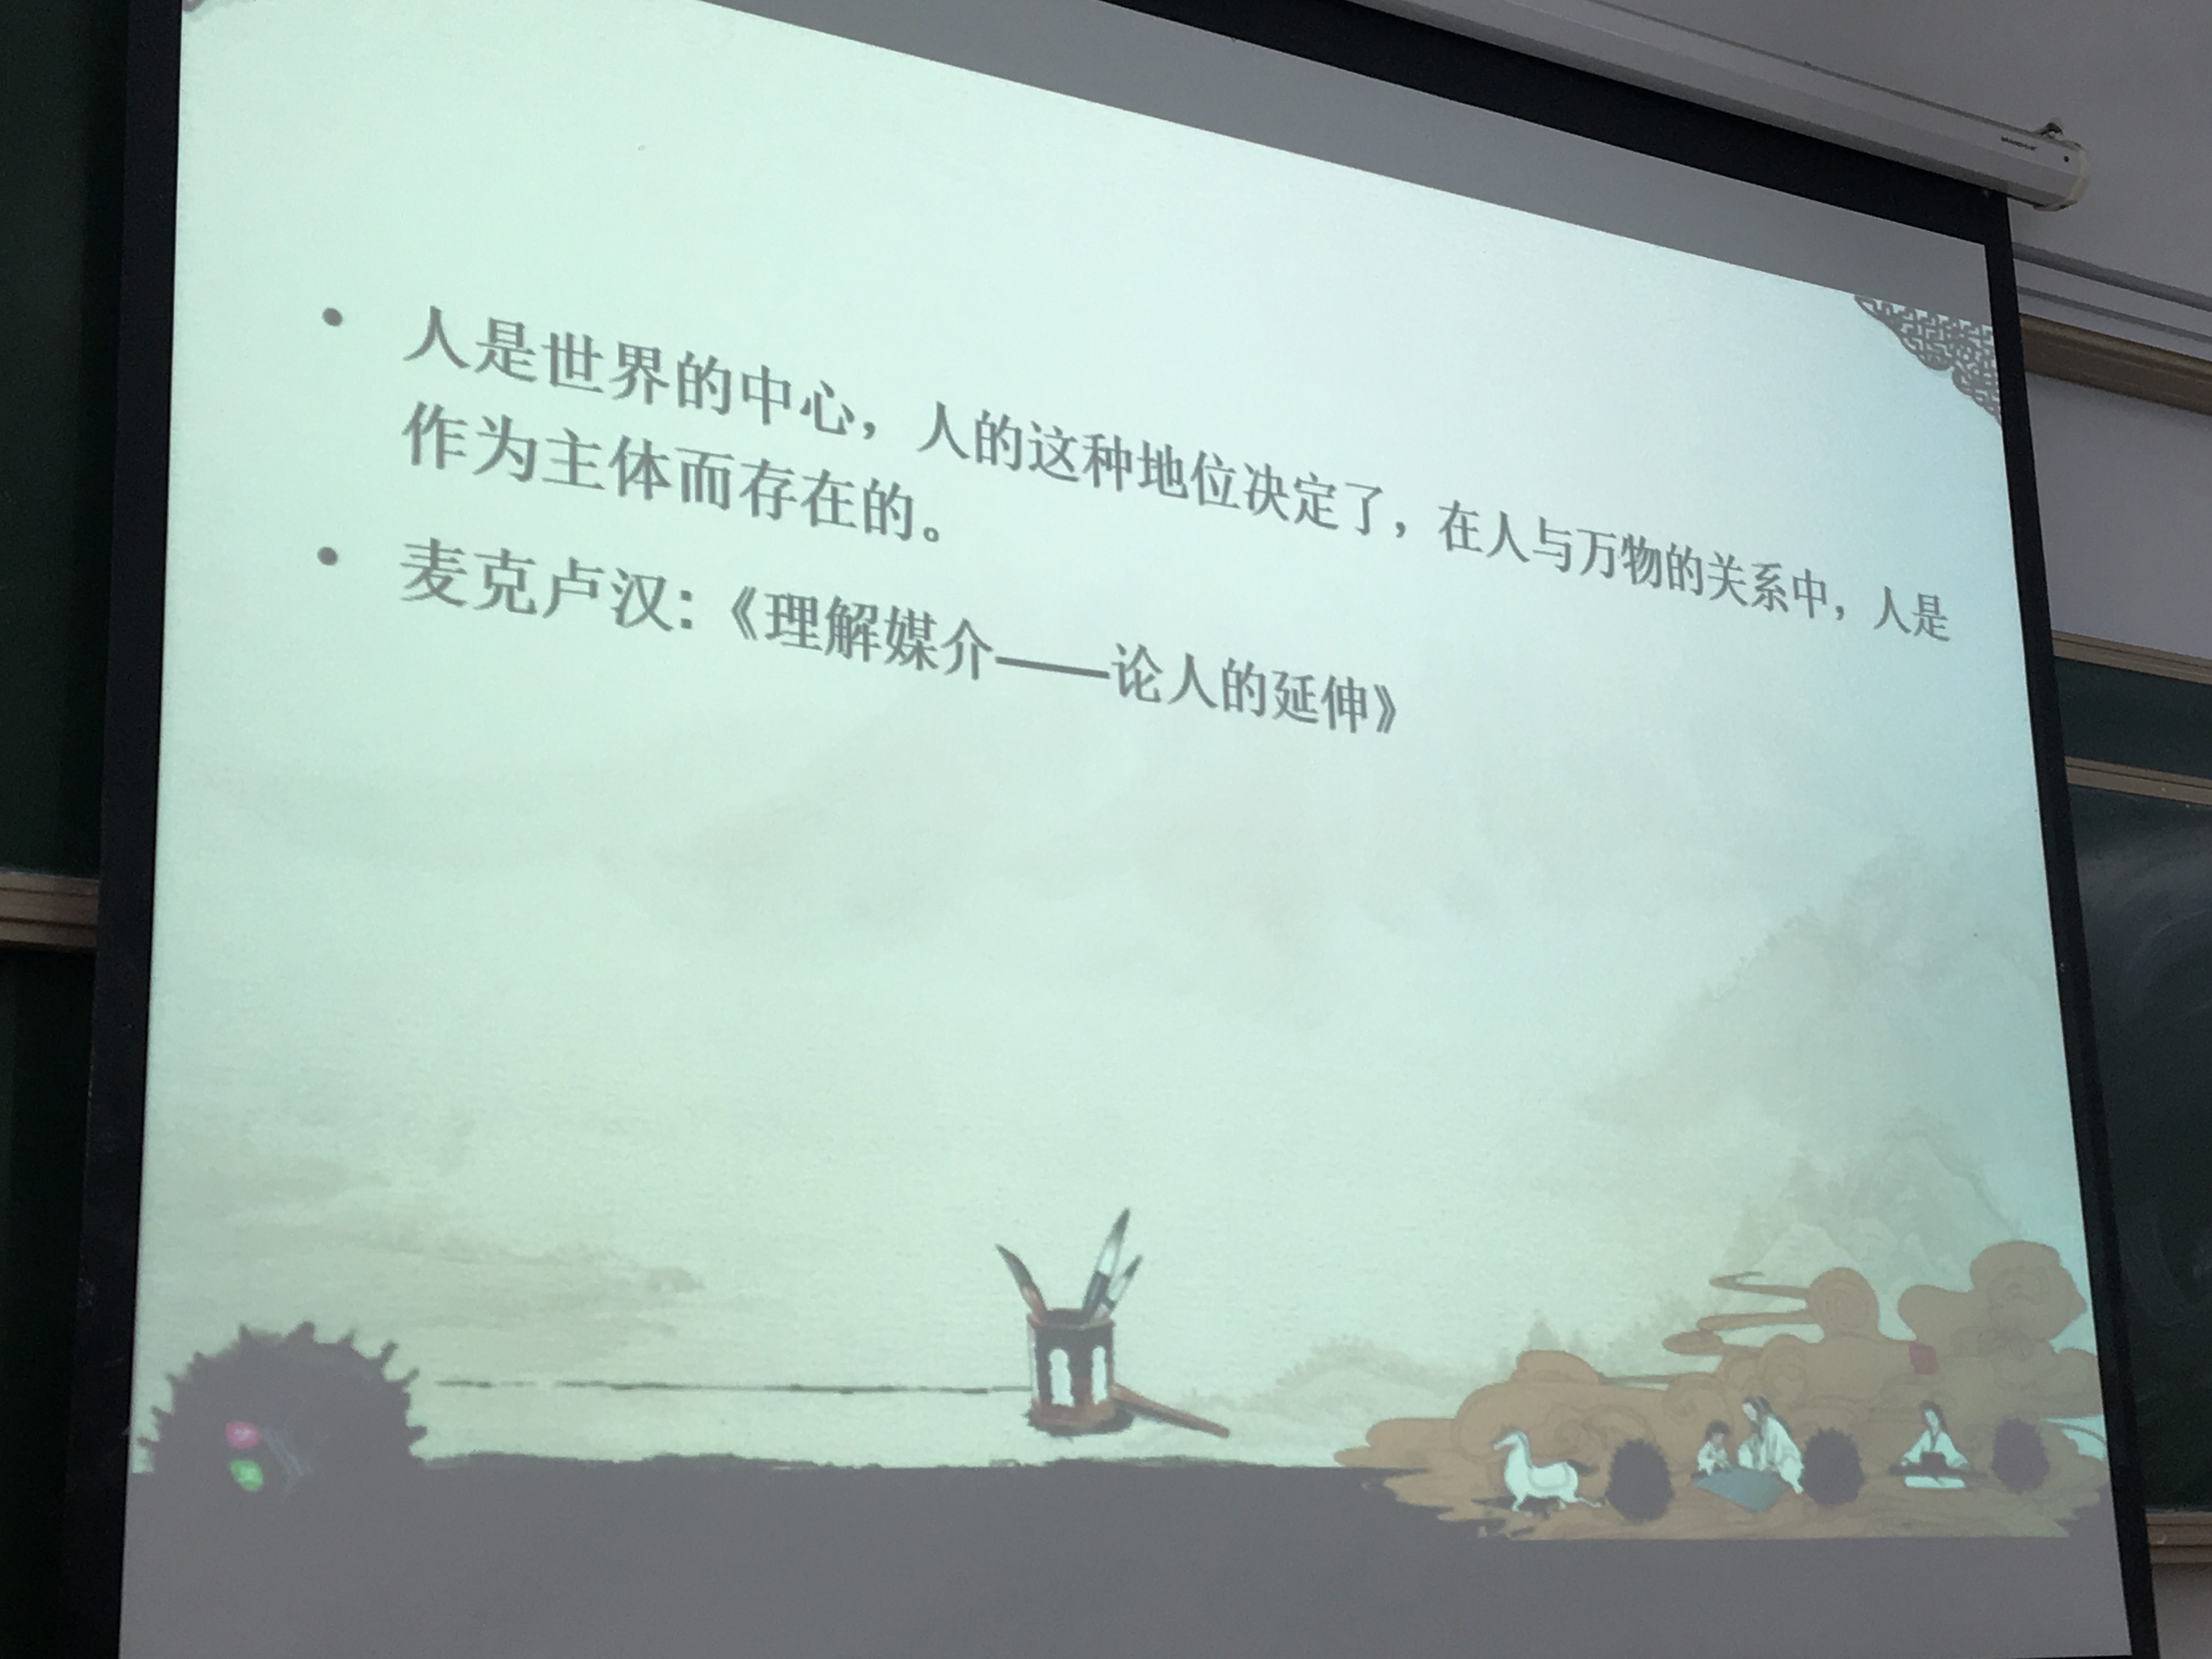 • 人是世界的中心，人的这种地位决定了，在人与万物的关系中，人是
作为主体而存在的。
• 麦克卢汉：《理解媒介——论人的延伸》